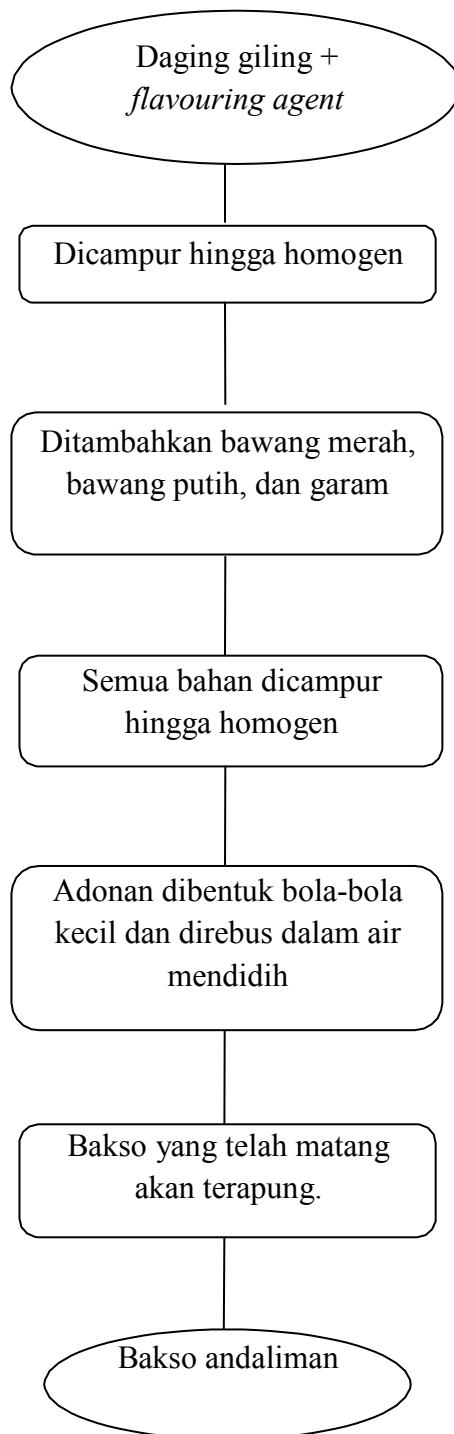 Daging giling +
flavouring agent
Dicampur hingga homogen
Ditambahkan bawang merah,
bawang putih, dan garam
Semua bahan dicampur
hingga homogen
Adonan dibentuk bola-bola
kecil dan direbus dalam air
mendidih
Bakso yang telah matang
akan terapung.
Bakso andaliman